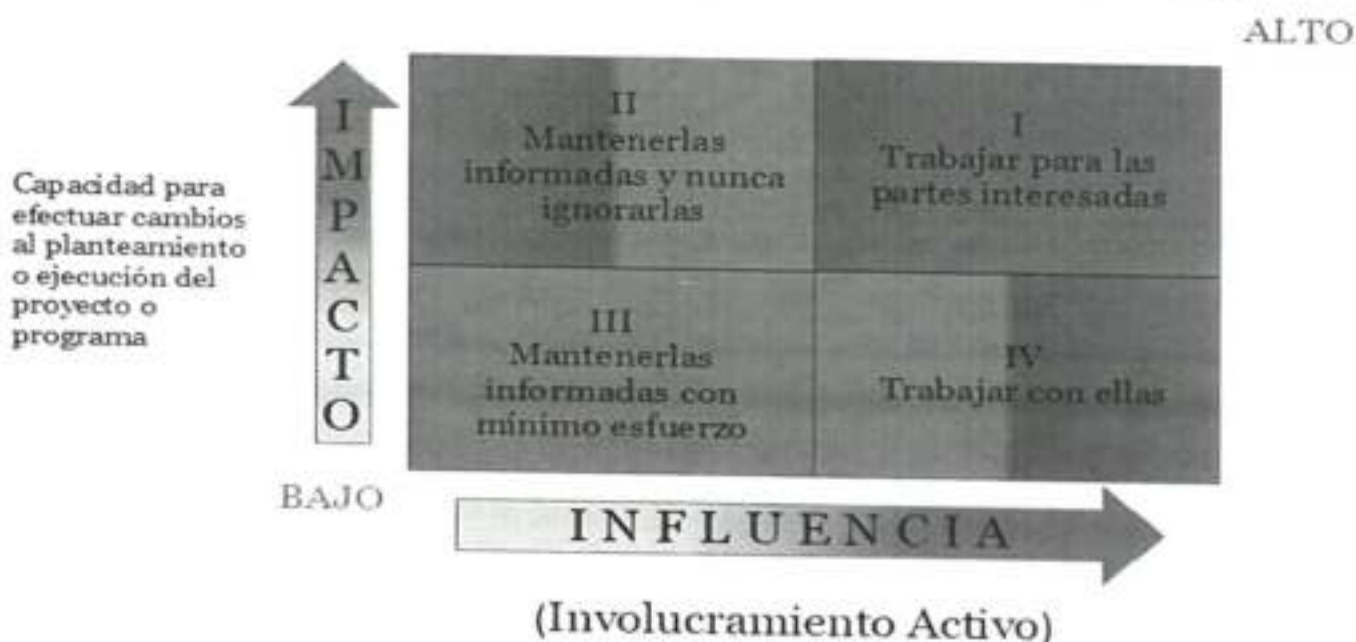 ALTO
IMPACTO
Capacidad para
efectuar cambios
al planteamiento
o ejecución del
proyecto o
programa
II
Mantenerlas
informadas y nunca
ignorarlas
I
Trabajar para las
partes interesadas
III
Mantenerlas
informadas con
mínimo esfuerzo
IV
Trabajar con ellas
BAJO
INFLUENCIA
(Involucramiento Activo)